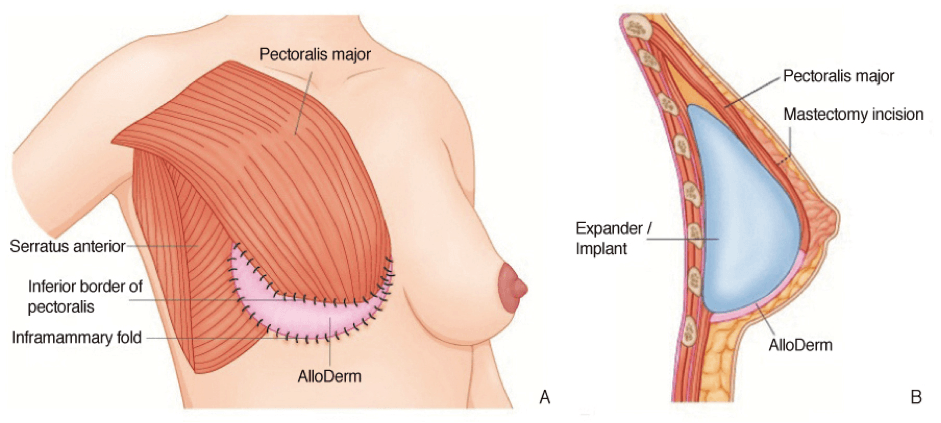 Pectoralis major
Serratus anterior
Inferior border of
pectoralis
Inframammary fold
AlloDerm
A
Pectoralis major
Mastectomy incision
Expander /
Implant
AlloDerm
B